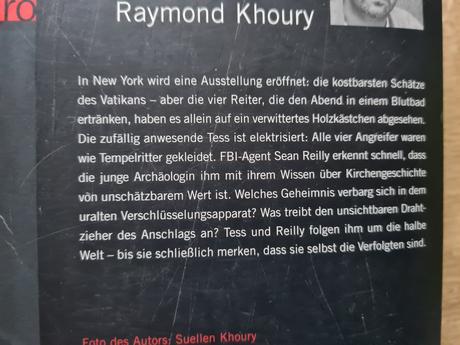 ro
Raymond Khoury
In New York wird eine Ausstellung eröffnet: die kostbarsten Schätze
des Vatikans – aber die vier Reiter, die den Abend in einem Blutbad
ertränken, haben es allein auf ein verwittertes Holzkästchen abgesehen.
Die zufällig anwesende Tess ist elektrisiert: Alle vier Angreifer waren
wie Tempelritter gekleidet. FBI-Agent Sean Reilly erkennt schnell, dass
die junge Archäologin ihm mit ihrem Wissen über Kirchengeschichte
von unschätzbarem Wert ist. Welches Geheimnis verbarg sich in dem
uralten Verschlüsselungsapparat? Was treibt den unsichtbaren Draht-
zieher des Anschlags an? Tess und Reilly folgen ihm um die halbe
Welt – bis sie schließlich merken, dass sie selbst die Verfolgten sind.
Foto des Autors: Suellen Khoury